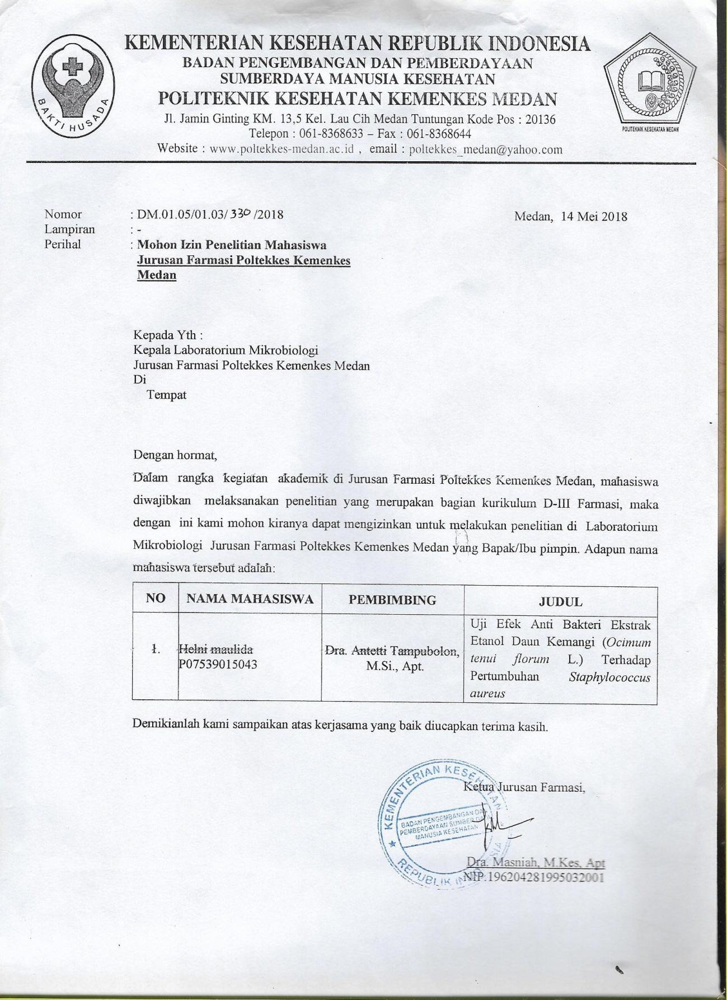 KEMENTERIAN KESEHATAN REPUBLIK INDONESIA
BADAN PENGEMBANGAN DAN PEMBERDAYAAN
SUMBERDAYA MANUSIA KESEHATAN
POLITEKNIK KESEHATAN KEMENKES MEDAN
Jl. Jamin Ginting KM. 13,5 Kel. Lau Cih Medan Tuntungan Kode Pos : 20136
Telepon : 061-8368633 – Fax : 061-8368644
Website : www.poltekkes-medan.ac.id , email : poltekkes_medan@yahoo.com
BAKTI HUSADA
POLITEKNIK KESEHATAN MEDAN
Nomor : DM.01.05/01.03/ 330 /2018 Medan, 14 Mei 2018
Lampiran : -
Perihal : Mohon Izin Penelitian Mahasiswa
Jurusan Farmasi Poltekkes Kemenkes
Medan
Kepada Yth :
Kepala Laboratorium Mikrobiologi
Jurusan Farmasi Poltekkes Kemenkes Medan
Di
Tempat
Dengan hormat,
Dalam rangka kegiatan akademik di Jurusan Farmasi Poltekkes Kemenkes Medan, mahasiswa
diwajibkan melaksanakan penelitian yang merupakan bagian kurikulum D-III Farmasi, maka
dengan ini kami mohon kiranya dapat mengizinkan untuk melakukan penelitian di Laboratorium
Mikrobiologi Jurusan Farmasi Poltekkes Kemenkes Medan yang Bapak/Ibu pimpin. Adapun nama
mahasiswa tersebut adalah:
NO NAMA MAHASISWA PEMBIMBING JUDUL
1. Helni maulida
P07539015043
Dra. Antetti Tampubolon,
M.Si., Apt.
Uji Efek Anti Bakteri Ekstrak
Etanol Daun Kemangi (Ocimum
tenui florum L.) Terhadap
Pertumbuhan Staphylococcus
aureus
Demikianlah kami sampaikan atas kerjasama yang baik diucapkan terima kasih.
Ketua Jurusan Farmasi,
KEMENTERIAN KESEHATAN
BADAN PENGEMBANGAN DAN
PEMBERDAYAAN SUMBER DAYA
MANUSIA KESEHATAN
REPUBLIK INDONESIA
Dra. Masniah, M.Kes, Apt
NIP.196204281995032001